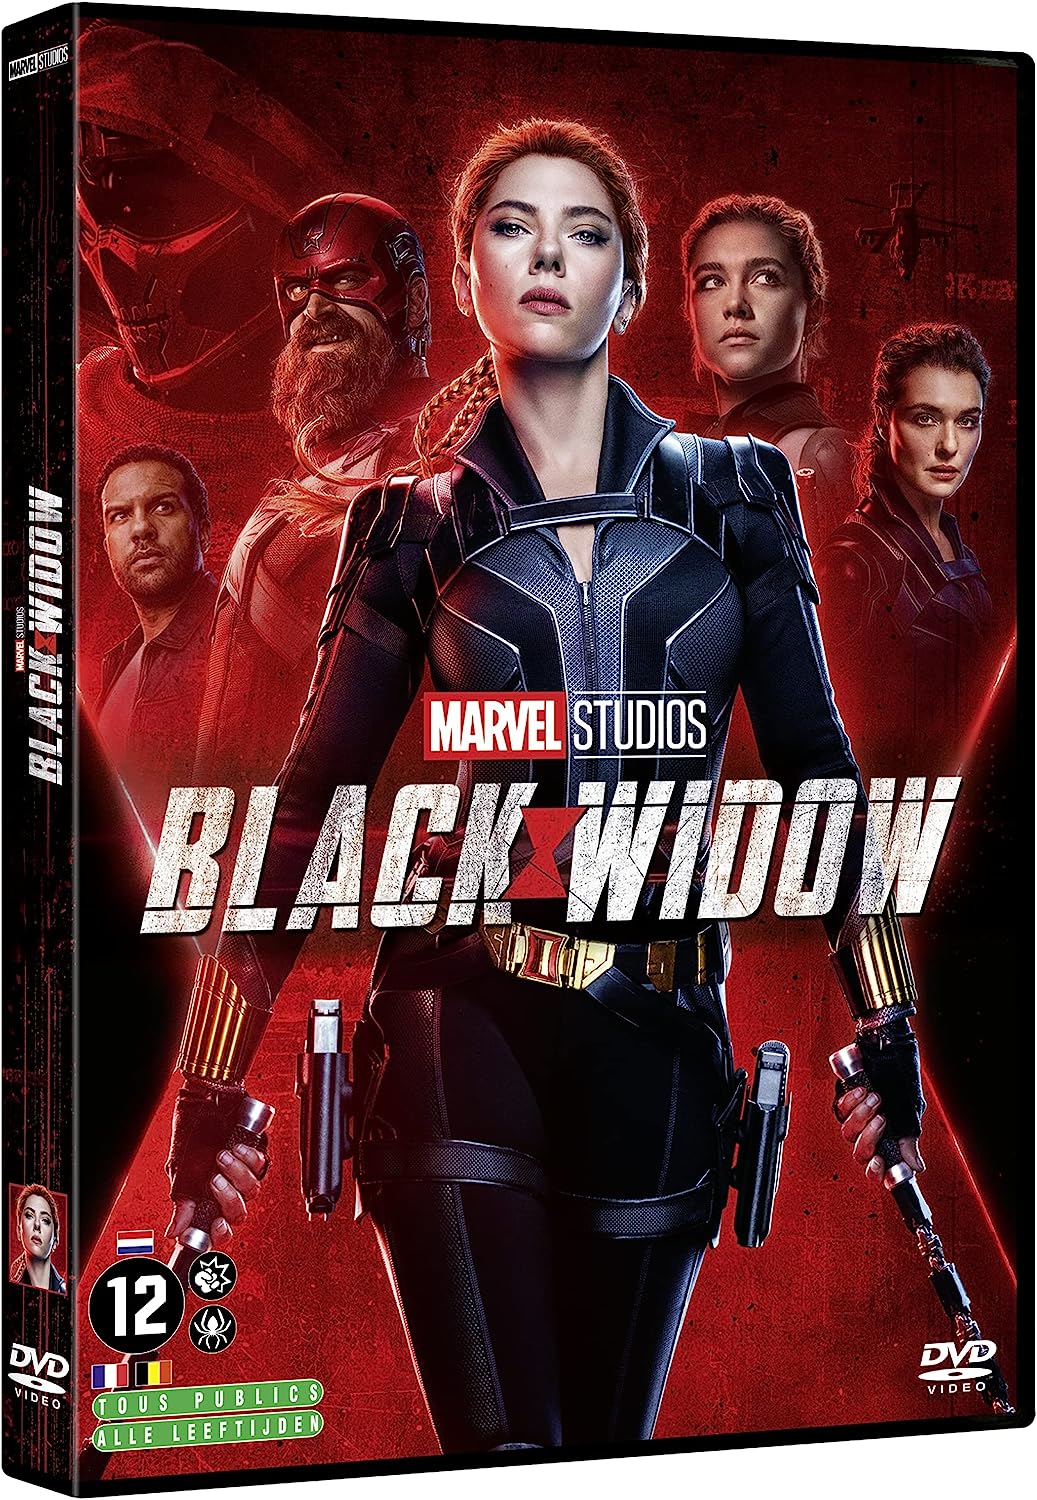 MARVEL STUDIOS
MARVEL STUDIOS
BLACK WIDOW
DVD
VIDEO
MARVEL STUDIOS
BLACK WIDOW
12
TOUS PUBLICS
ALLE LEEFTIJDEN
DVD
VIDEO